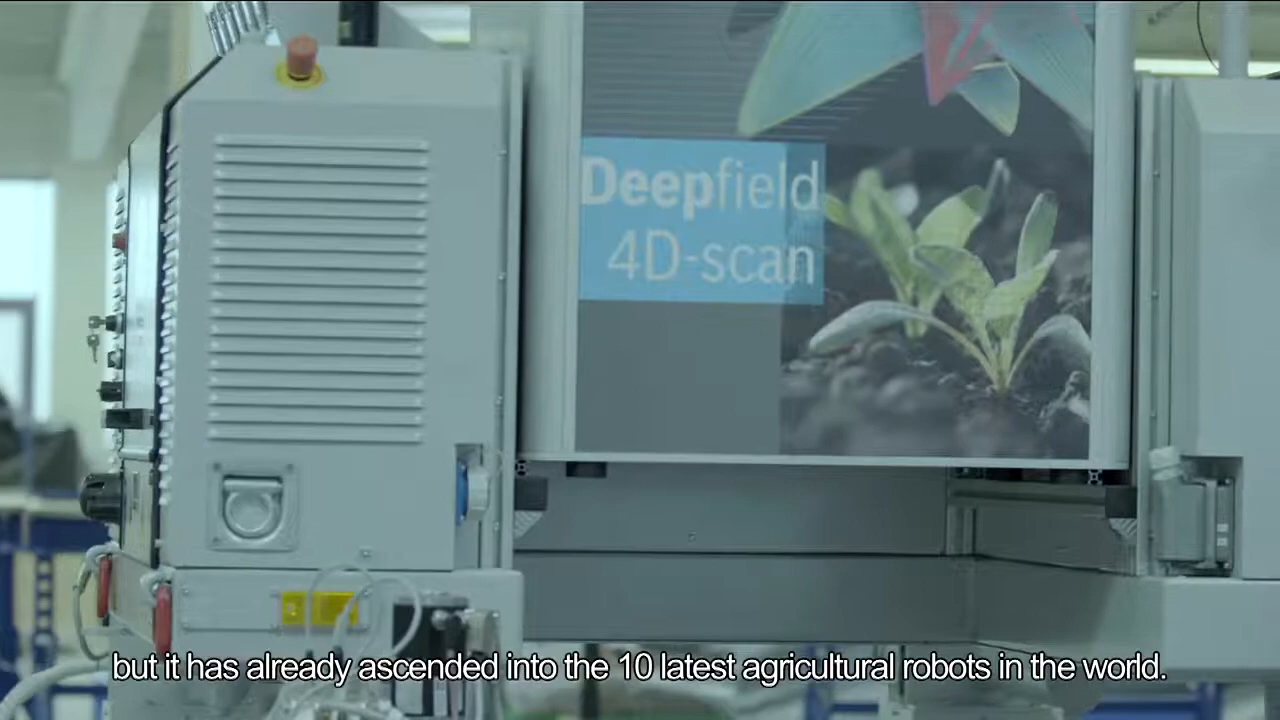 Deepfield
4D-scan
but it has already ascended into the 10 latest agricultural robots in the world.